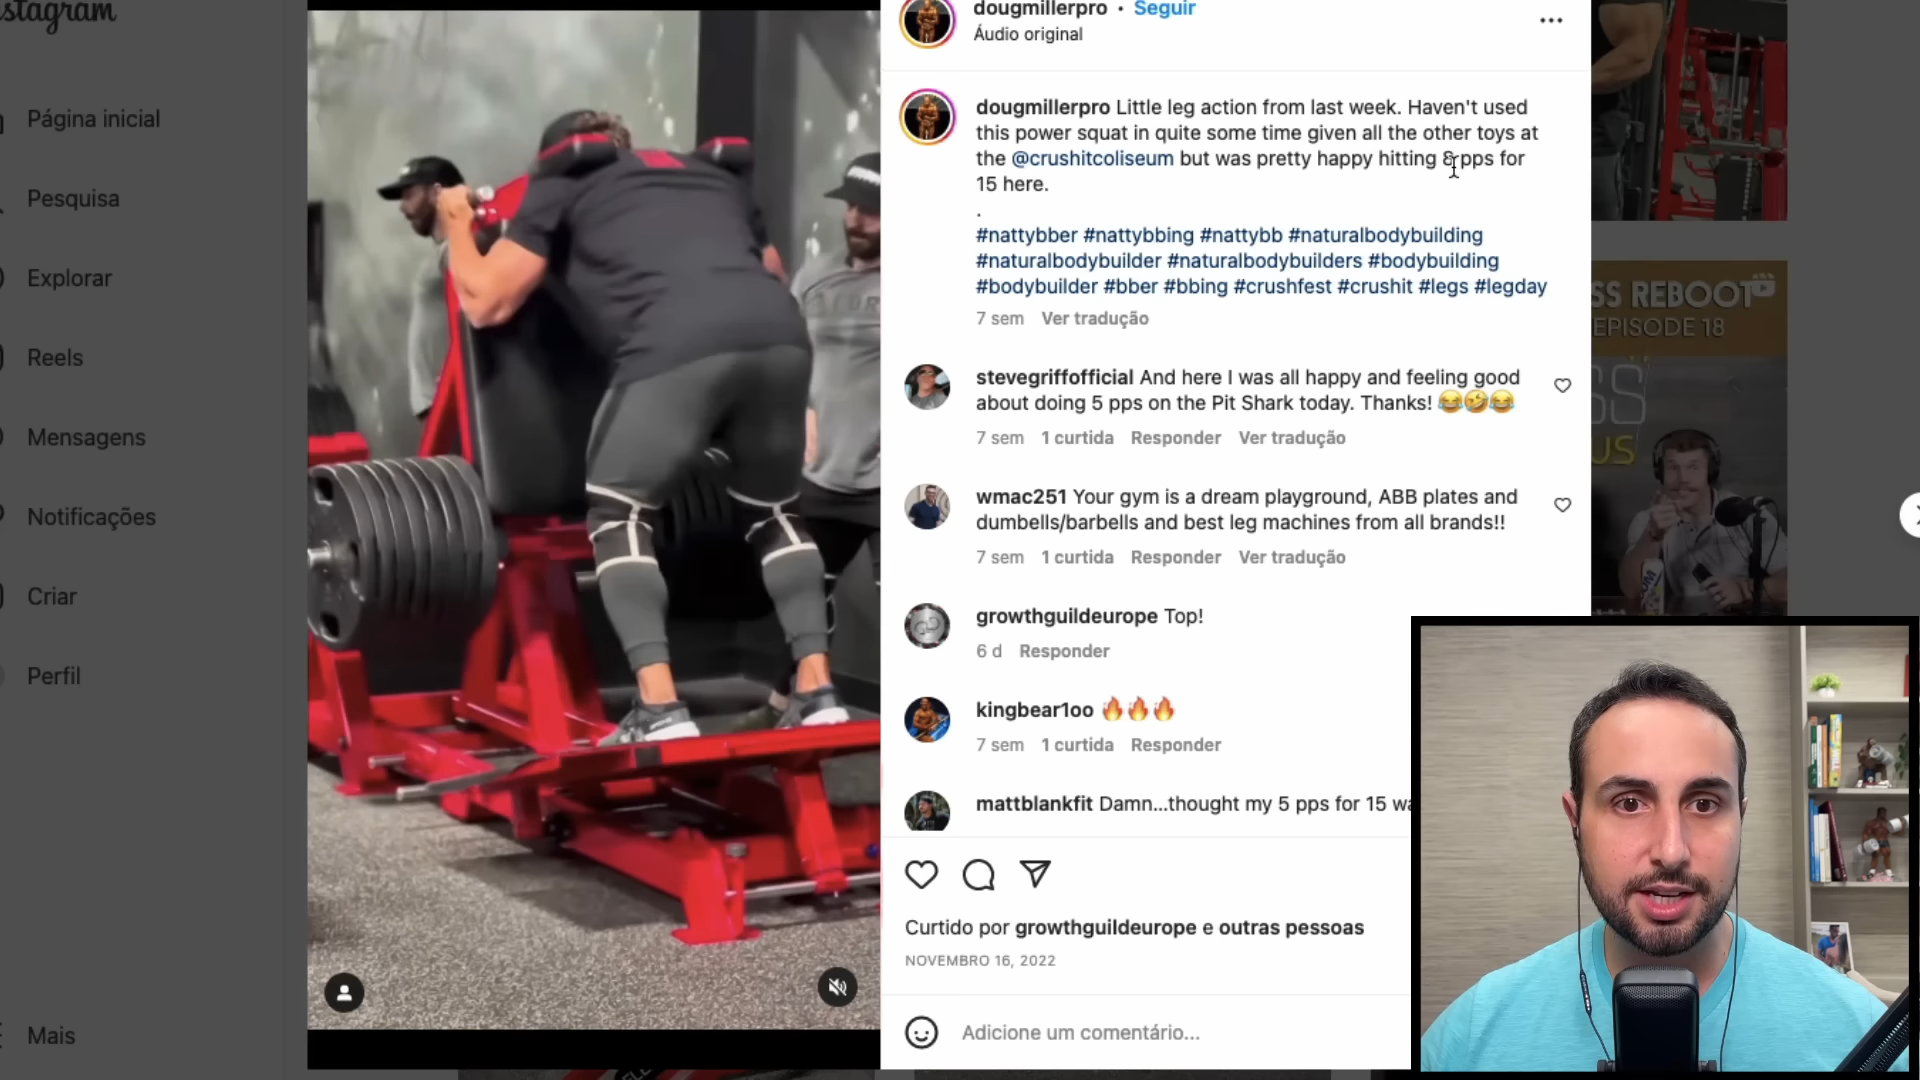 stagram
Página inicial
Pesquisa
Explorar
Reels
Mensagens
Notificações
Criar
Perfil
Mais
dougmillerpro • Seguir
Áudio original
dougmillerpro Little leg action from last week. Haven't used
this power squat in quite some time given all the other toys at
the @crushitcoliseum but was pretty happy hitting 8 pps for
15 here.
.
#nattybber #nattybbing #nattybb #naturalbodybuilding
#naturalbodybuilder #naturalbodybuilders #bodybuilding
#bodybuilder #bber #bbing #crushfest #crushit #legs #legday
7 sem Ver tradução
stevegriffofficial And here I was all happy and feeling good
about doing 5 pps on the Pit Shark today. Thanks! 😂🤣😂
7 sem 1 curtida Responder Ver tradução
wmac251 Your gym is a dream playground, ABB plates and
dumbells/barbells and best leg machines from all brands!!
7 sem 1 curtida Responder Ver tradução
growthguildeurope Top!
6 d Responder
kingbear1oo 🔥🔥🔥
7 sem 1 curtida Responder
mattblankfit Damn...thought my 5 pps for 15 wa
Curtido por growthguildeurope e outras pessoas
NOVEMBRO 16, 2022
Adicione um comentário...
SS REBOOT
EPISODE 18
SS
US